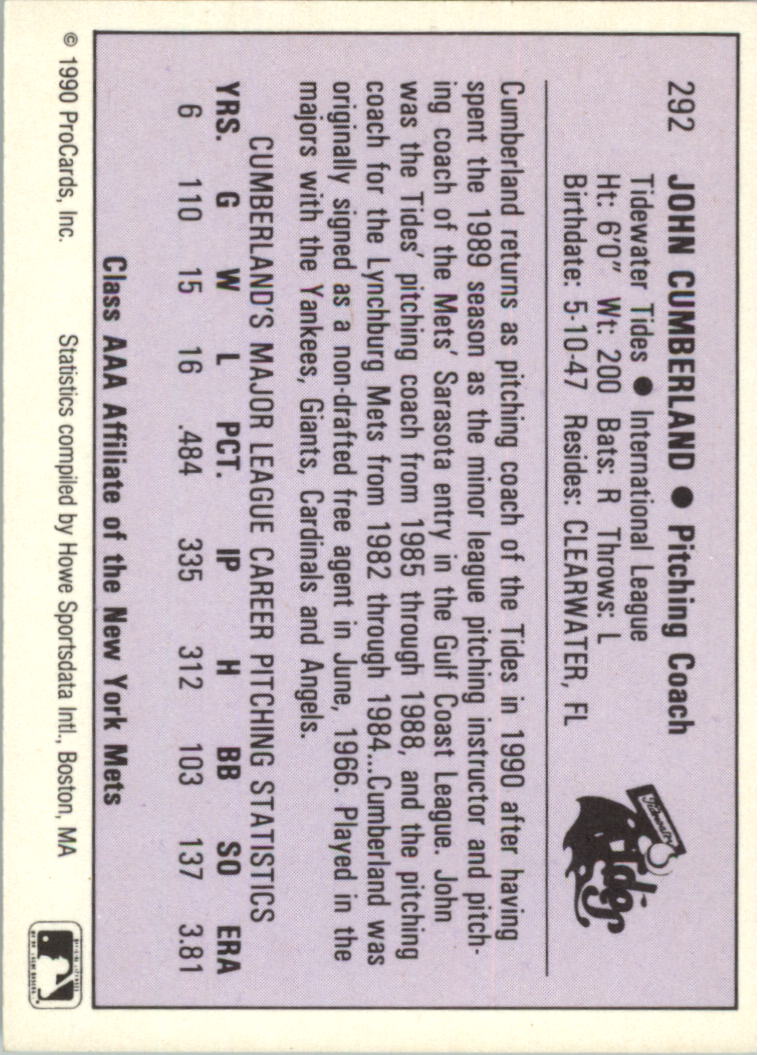 292 JOHN CUMBERLAND ● Pitching Coach
Tidewater Tides ● International League
Ht: 6'0" Wt: 200 Bats: R Throws: L
Birthdate: 5-10-47 Resides: CLEARWATER, FL
Tidewater
Tides
Cumberland returns as pitching coach of the Tides in 1990 after having
spent the 1989 season as the minor league pitching instructor and pitch-
ing coach of the Mets' Sarasota entry in the Gulf Coast League. John
was the Tides' pitching coach from 1985 through 1988, and the pitching
coach for the Lynchburg Mets from 1982 through 1984...Cumberland was
originally signed as a non-drafted free agent in June, 1966. Played in the
majors with the Yankees, Giants, Cardinals and Angels.
CUMBERLAND'S MAJOR LEAGUE CAREER PITCHING STATISTICS
YRS. G W L PCT. IP H BB SO ERA
6 110 15 16 .484 335 312 103 137 3.81
Class AAA Affiliate of the New York Mets
© 1990 ProCards, Inc. Statistics compiled by Howe Sportsdata Intl., Boston, MA